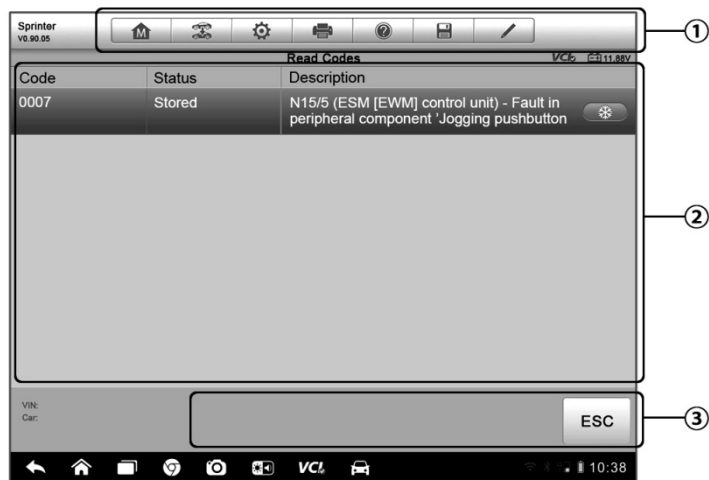 Sprinter
V0.90.05
M
?
①
Read Codes
VCI
11.88V
Code Status Description
0007 Stored N15/5 (ESM [EWM] control unit) - Fault in
peripheral component 'Jogging pushbutton
②
VIN:
Car:
ESC
③
VCI
10:38